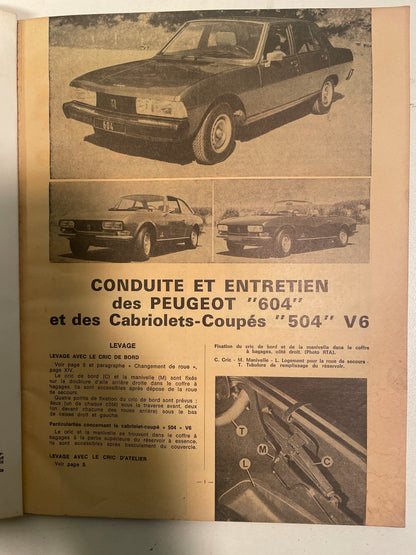 604
CONDUITE ET ENTRETIEN
des PEUGEOT "604"
et des Cabriolets-Coupés "504" V6
LEVAGE
LEVAGE AVEC LE CRIC DE BORD
Voir page 5 et paragraphe « Changement de roue »,
page XIV.
Le cric de bord (C) et la manivelle (M) sont fixés
sur la doublure d'aile arrière droite dans le coffre à
bagages. Ils sont accessibles après dépose de la roue
de secours.
Quatre points de fixation du cric de bord sont prévus :
deux (un de chaque côté) sous la traverse avant, deux
(un devant chacune des roues arrière) sous le bas
de caisse droit et gauche.
Particularités concernant le cabriolet-coupé « 504 » V6
Le cric et la manivelle se trouvent dans le coffre à
bagages à la partie supérieure du réservoir à essence.
Ils sont accessibles après basculement du couvercle.
LEVAGE AVEC LE CRIC D'ATELIER
Voir page 5
Fixation du cric de bord et de la manivelle dans le coffre
à bagages, côté droit. (Photo RTA).
C. Cric - M. Manivelle - L. Logement pour la roue de secours -
T. Tubulure de remplissage du réservoir.
T
M
C
L
— 1 —